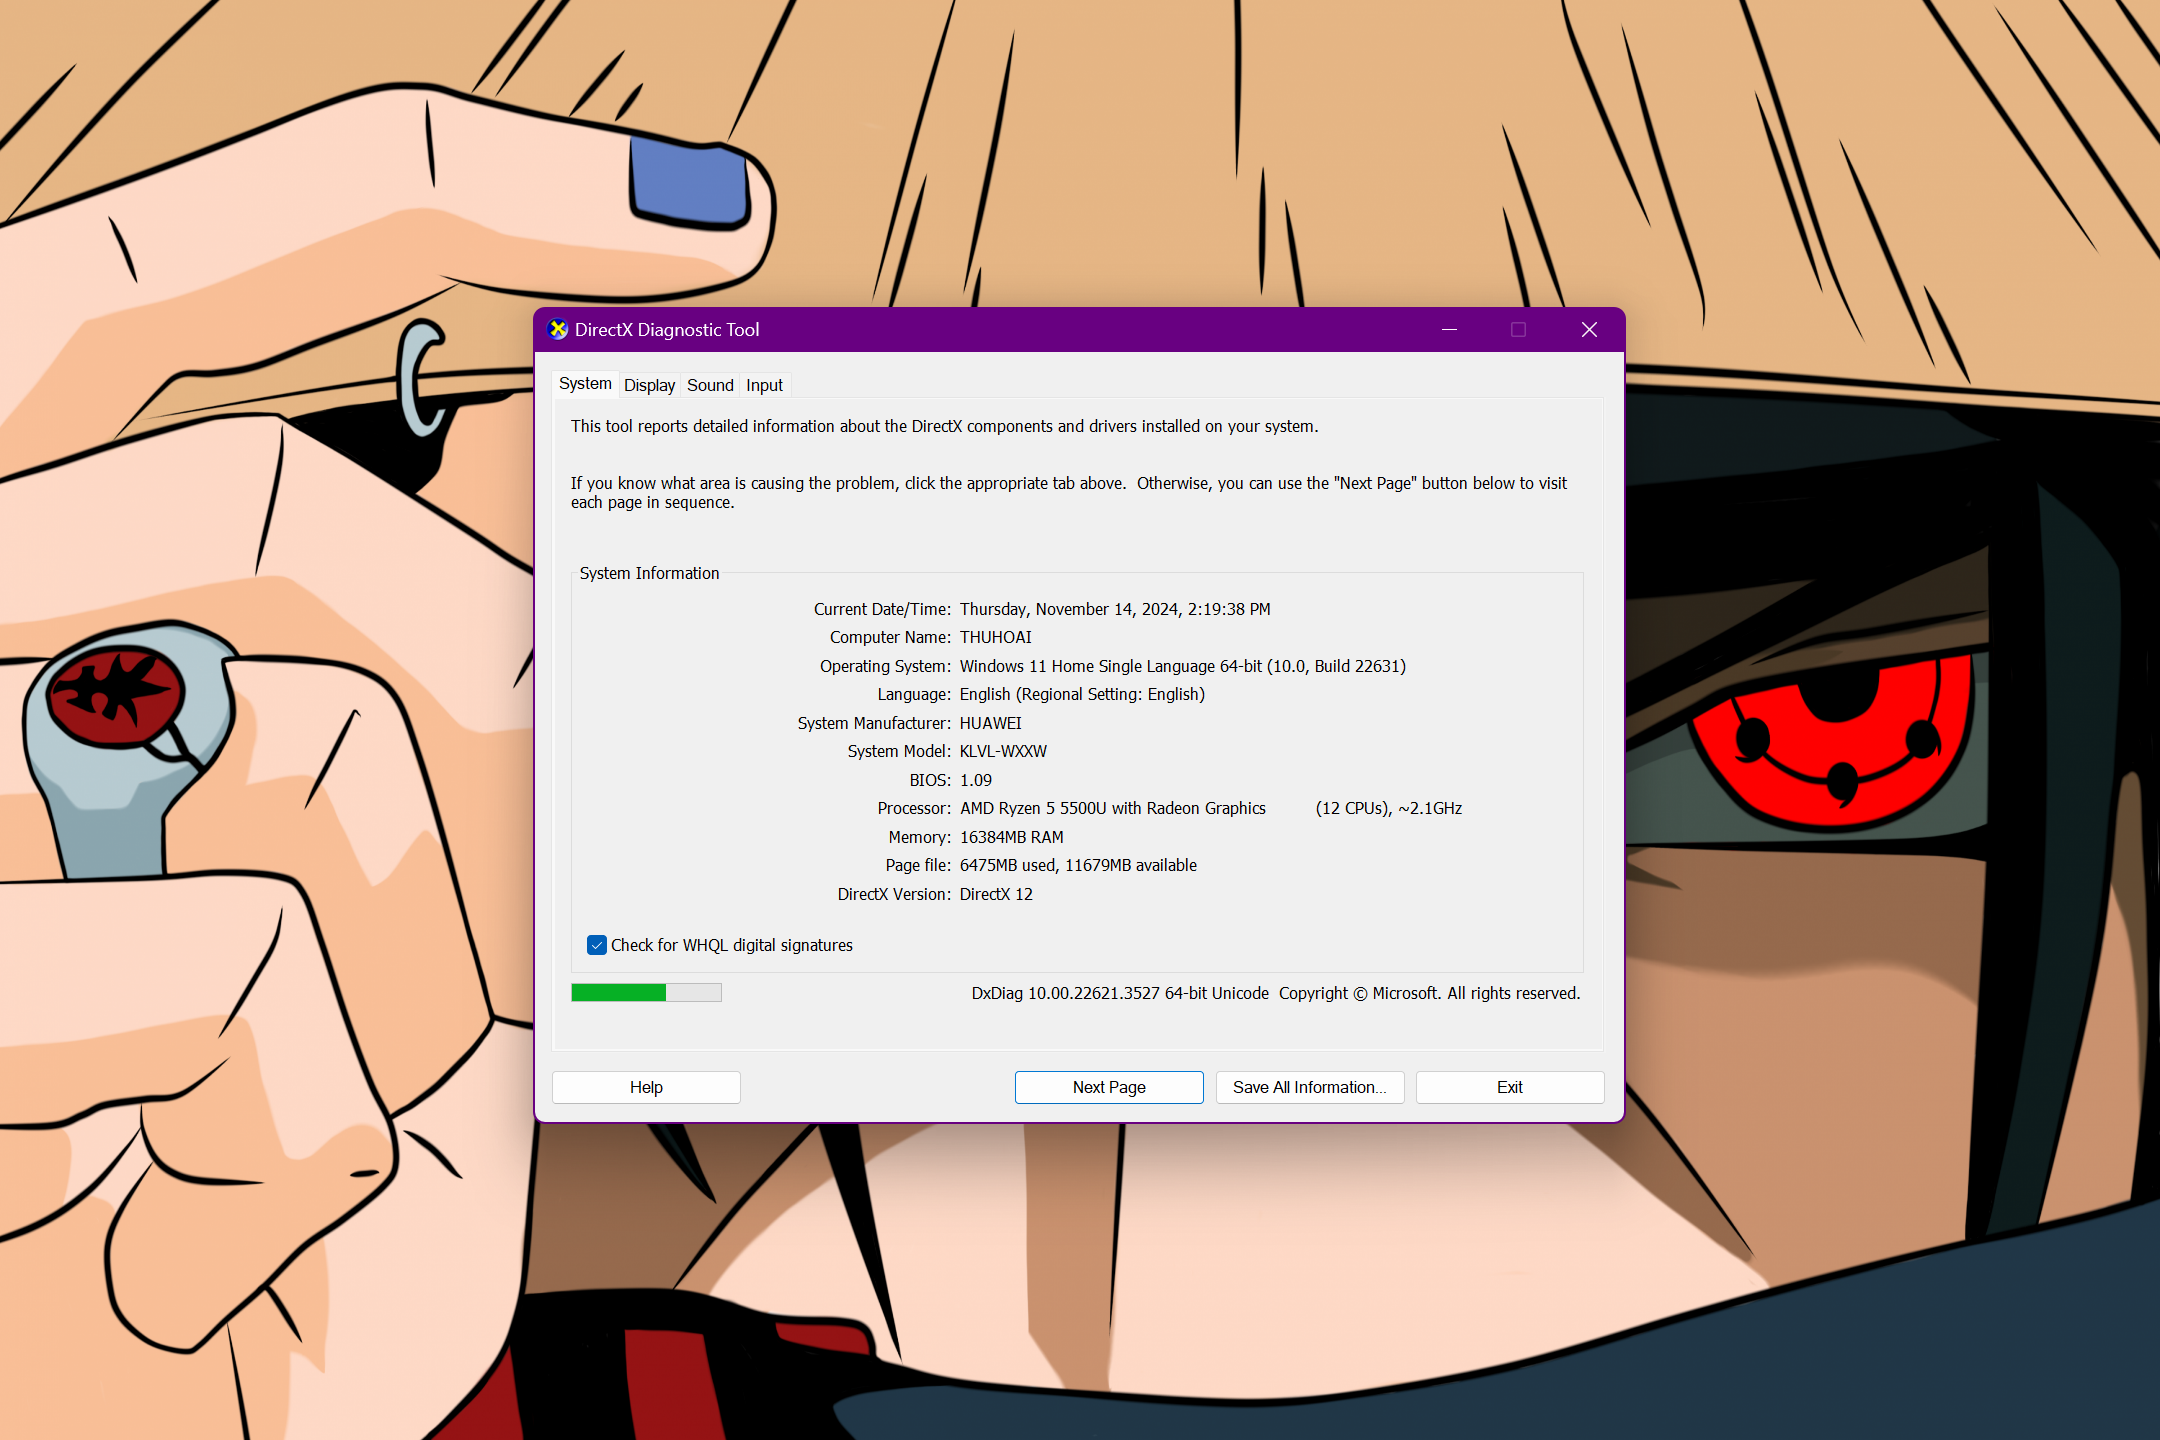 DirectX Diagnostic Tool
System Display Sound Input
This tool reports detailed information about the DirectX components and drivers installed on your system.
If you know what area is causing the problem, click the appropriate tab above.  Otherwise, you can use the "Next Page" button below to visit
each page in sequence.
System Information
Current Date/Time: Thursday, November 14, 2024, 2:19:38 PM
Computer Name: THUHOAI
Operating System: Windows 11 Home Single Language 64-bit (10.0, Build 22631)
Language: English (Regional Setting: English)
System Manufacturer: HUAWEI
System Model: KLVL-WXXW
BIOS: 1.09
Processor: AMD Ryzen 5 5500U with Radeon Graphics (12 CPUs), ~2.1GHz
Memory: 16384MB RAM
Page file: 6475MB used, 11679MB available
DirectX Version: DirectX 12
Check for WHQL digital signatures
DxDiag 10.00.22621.3527 64-bit Unicode  Copyright © Microsoft. All rights reserved.
Help Next Page Save All Information... Exit